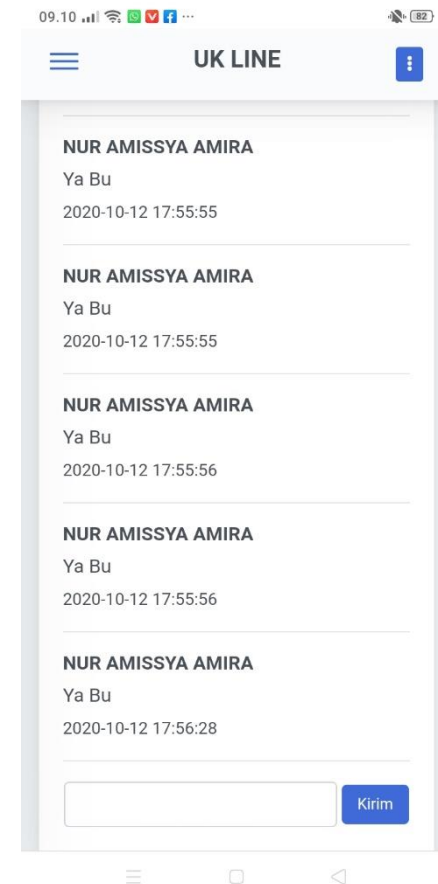 09.10 82
UK LINE
NUR AMISSYA AMIRA
Ya Bu
2020-10-12 17:55:55
NUR AMISSYA AMIRA
Ya Bu
2020-10-12 17:55:55
NUR AMISSYA AMIRA
Ya Bu
2020-10-12 17:55:56
NUR AMISSYA AMIRA
Ya Bu
2020-10-12 17:55:56
NUR AMISSYA AMIRA
Ya Bu
2020-10-12 17:56:28
Kirim